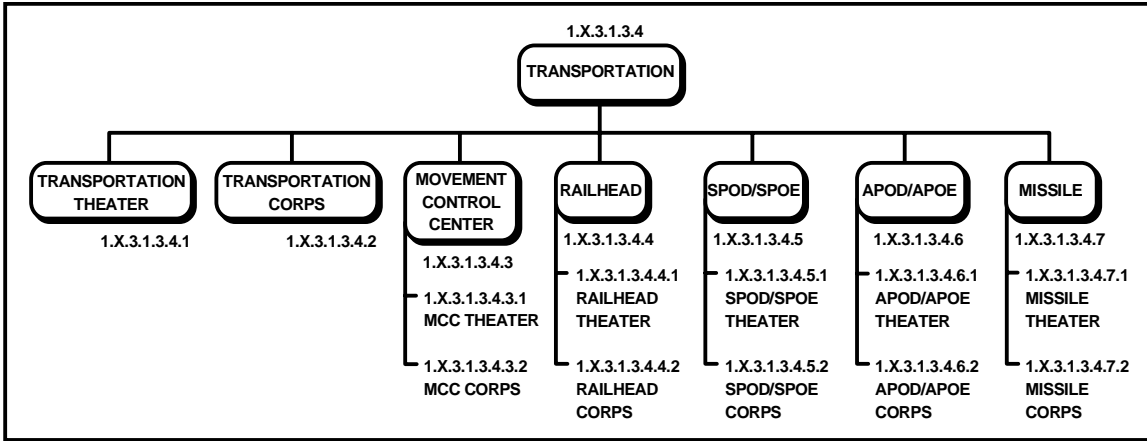 1.X.3.1.3.4
TRANSPORTATION
TRANSPORTATION
THEATER
1.X.3.1.3.4.1
TRANSPORTATION
CORPS
1.X.3.1.3.4.2
MOVEMENT
CONTROL
CENTER
1.X.3.1.3.4.3
1.X.3.1.3.4.3.1
MCC THEATER
1.X.3.1.3.4.3.2
MCC CORPS
RAILHEAD
1.X.3.1.3.4.4
1.X.3.1.3.4.4.1
RAILHEAD
THEATER
1.X.3.1.3.4.4.2
RAILHEAD
CORPS
SPOD/SPOE
1.X.3.1.3.4.5
1.X.3.1.3.4.5.1
SPOD/SPOE
THEATER
1.X.3.1.3.4.5.2
SPOD/SPOE
CORPS
APOD/APOE
1.X.3.1.3.4.6
1.X.3.1.3.4.6.1
APOD/APOE
THEATER
1.X.3.1.3.4.6.2
APOD/APOE
CORPS
MISSILE
1.X.3.1.3.4.7
1.X.3.1.3.4.7.1
MISSILE
THEATER
1.X.3.1.3.4.7.2
MISSILE
CORPS